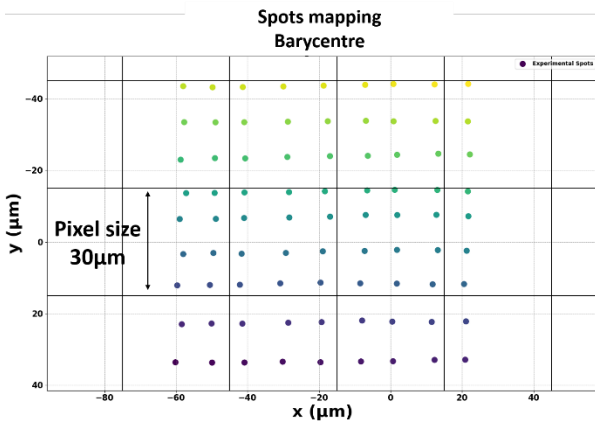 Spots mapping
Barycentre
Experimental Spots
−40
−20
0
20
40
y (µm)
Pixel size
30µm
−80
−60
−40
−20
0
20
40
x (µm)